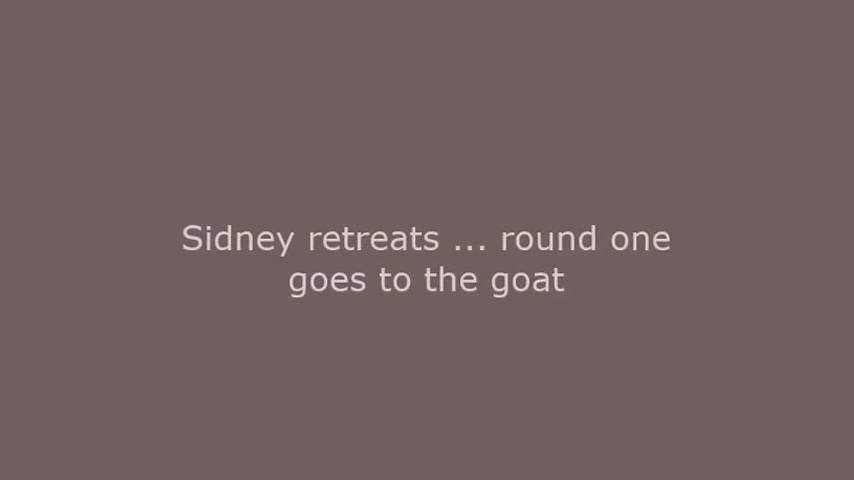 Sidney retreats ... round one
goes to the goat